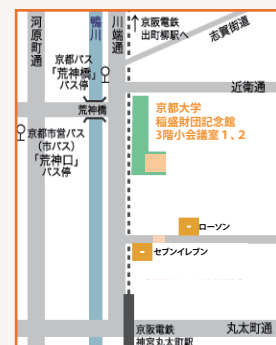 河原町通
鴨川
川端通
↑京阪電鉄
出町柳駅へ
志賀街道
京都バス
「荒神橋」
バス停
近衛通
荒神橋
京都大学
稲盛財団記念館
3階小会議室1、2
京都市営バス
(市バス)
「荒神口」
バス停
ローソン
セブンイレブン
京阪電鉄
神宮丸太町駅
丸太町通